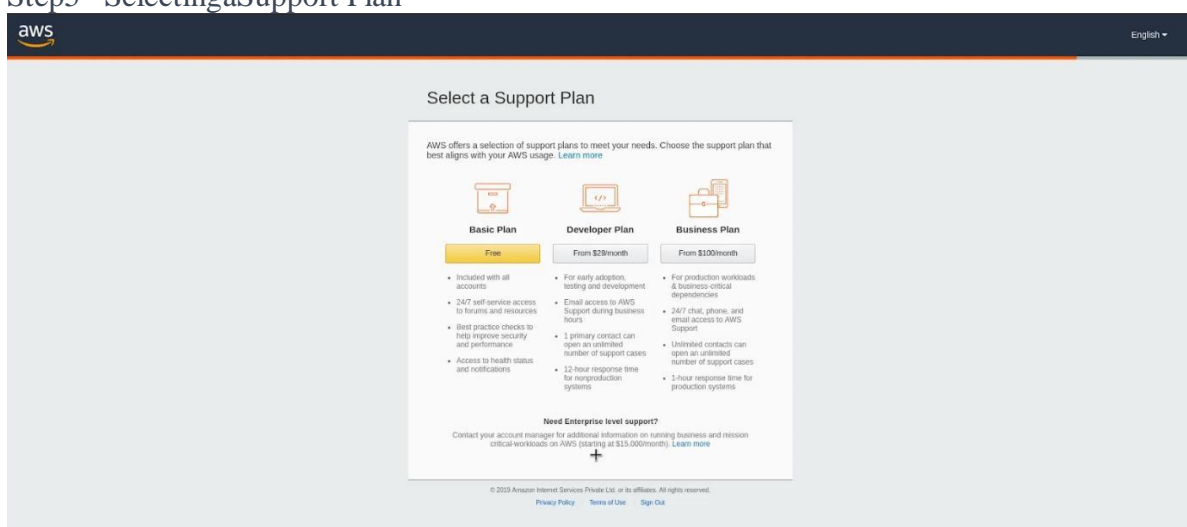 Step5 SelectingaSupport Plan
aws
English
Select a Support Plan
AWS offers a selection of support plans to meet your needs. Choose the support plan that
best aligns with your AWS usage. Learn more
Basic Plan
Free
• Included with all
accounts
• 24/7 self-service access
to forums and resources
• Best practice checks to
help improve security
and performance
• Access to health status
and notifications
Developer Plan
From $29/month
• For early adoption,
testing and development
• Email access to AWS
Support during business
hours
• 1 primary contact can
open an unlimited
number of support cases
• 12-hour response time
for nonproduction
systems
Business Plan
From $100/month
• For production workloads
& business-critical
dependencies
• 24/7 chat, phone, and
email access to AWS
Support
• Unlimited contacts can
open an unlimited
number of support cases
• 1-hour response time for
production systems
Need Enterprise level support?
Contact your account manager for additional information on running business and mission
critical-workloads on AWS (starting at $15.000/month). Learn more
© 2019 Amazon Internet Services Private Ltd. or its affiliates. All rights reserved.
Privacy Policy Terms of Use Sign Out